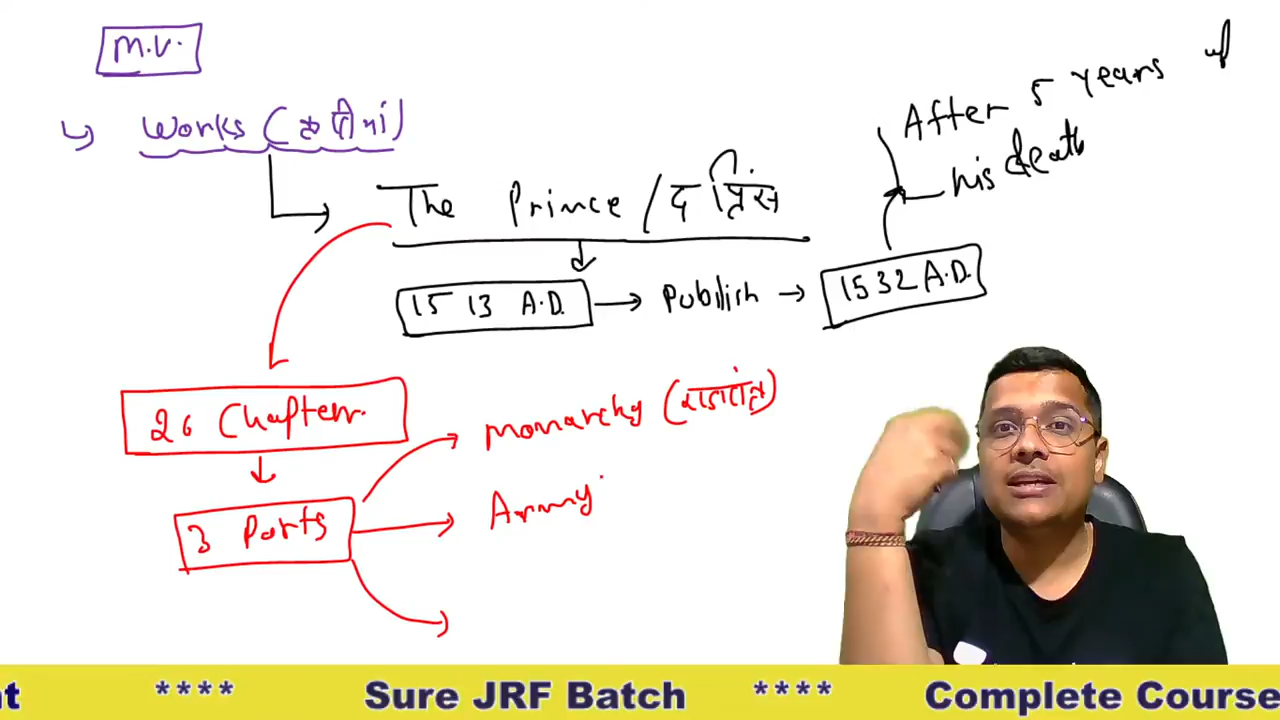 M.V.
↳ Works (कृतियां)
After 5 years of
his death
The Prince / द प्रिंस
1513 A.D. → Publish → 1532 A.D.
26 Chapter.
Monarchy (राजतंत्र)
3 Parts
Army
nt **** Sure JRF Batch **** Complete Course